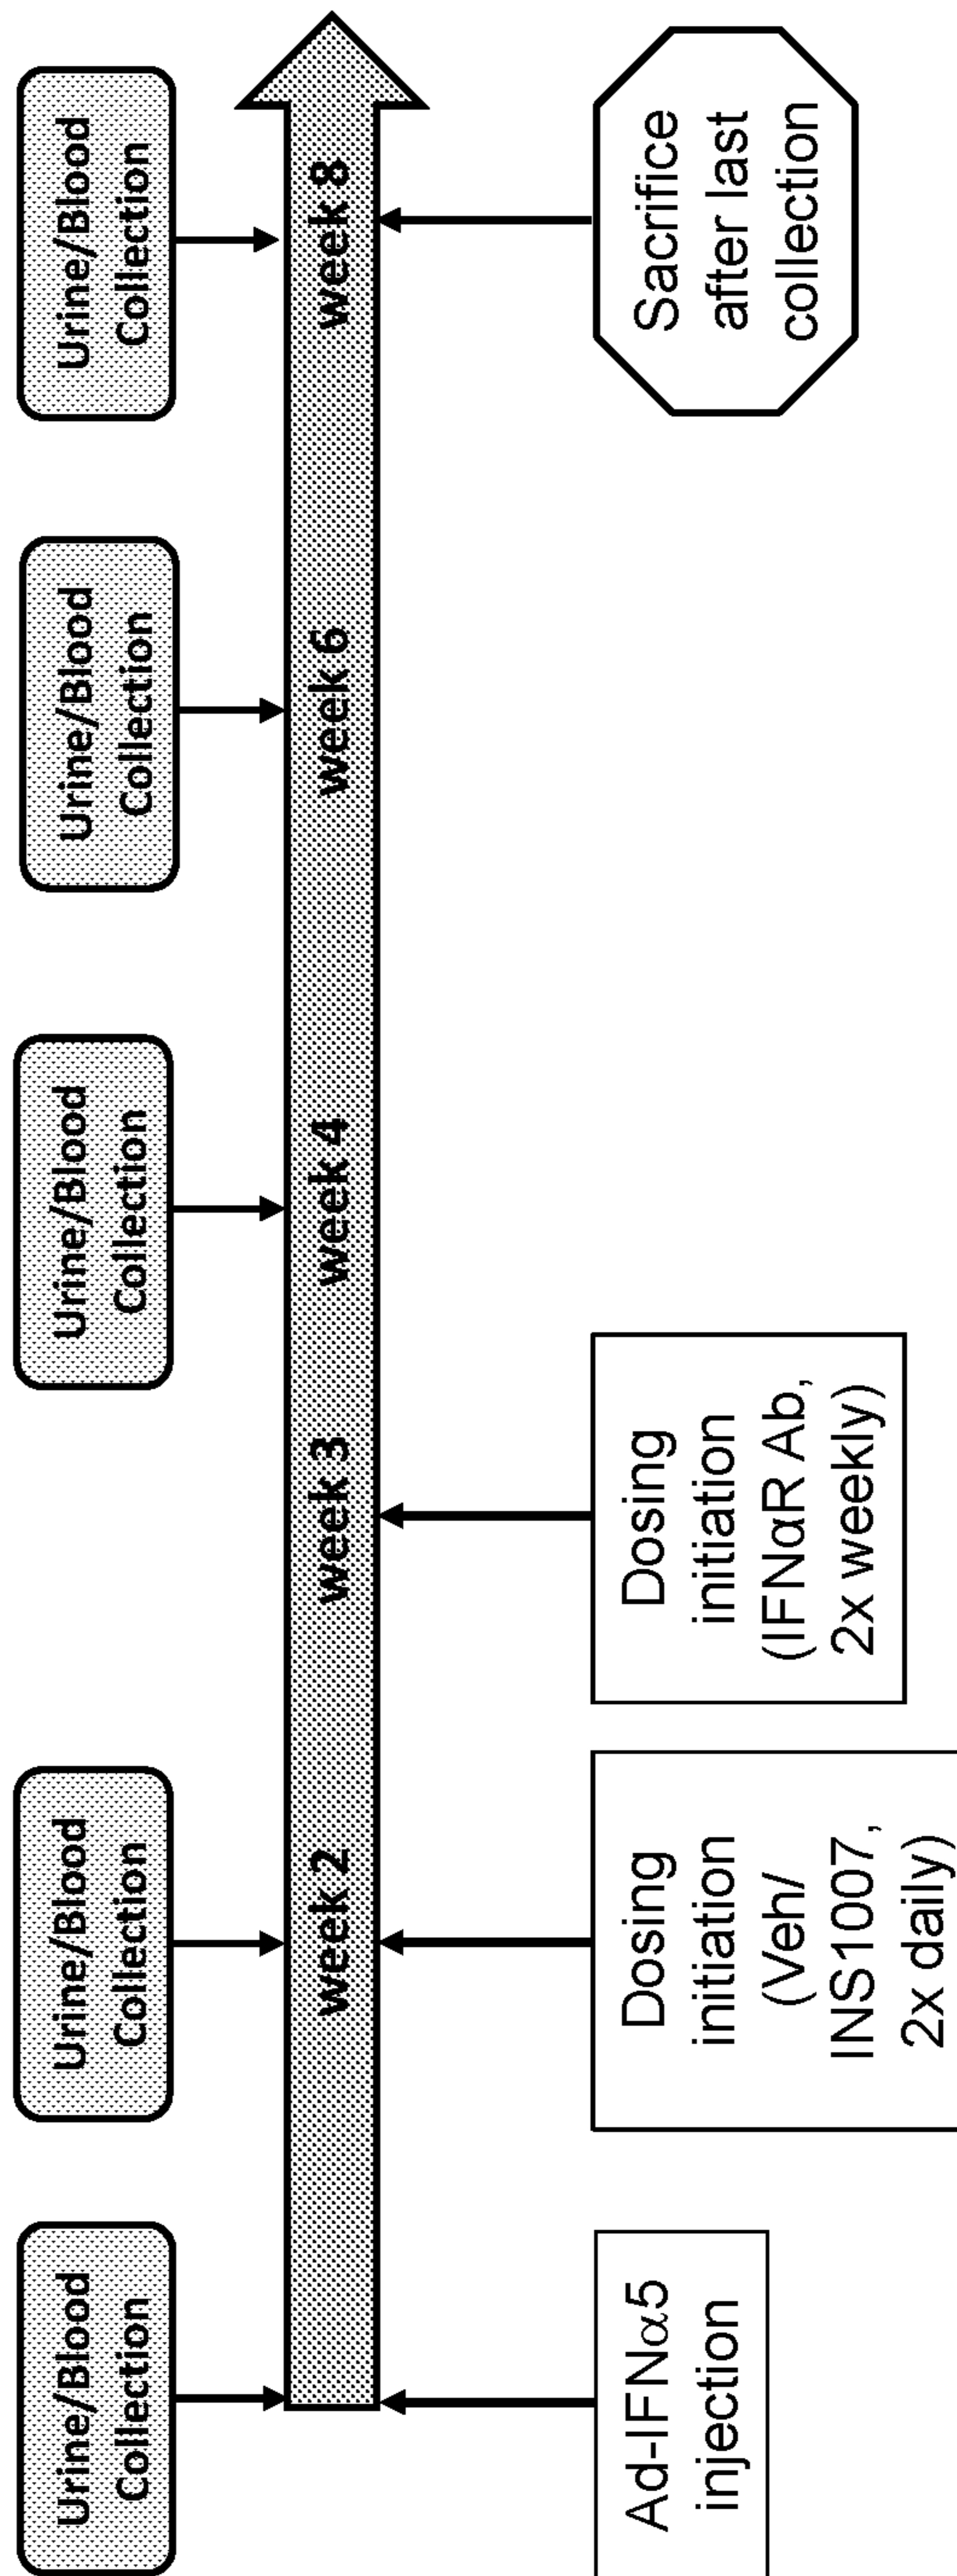 Urine/Blood
Collection
Urine/Blood
Collection
Urine/Blood
Collection
Urine/Blood
Collection
Urine/Blood
Collection
week 2
week 3
week 4
week 6
week 8
Ad-IFNα5
injection
Dosing
initiation
(Veh/
INS1007,
2x daily)
Dosing
initiation
(IFNαR Ab,
2x weekly)
Sacrifice
after last
collection